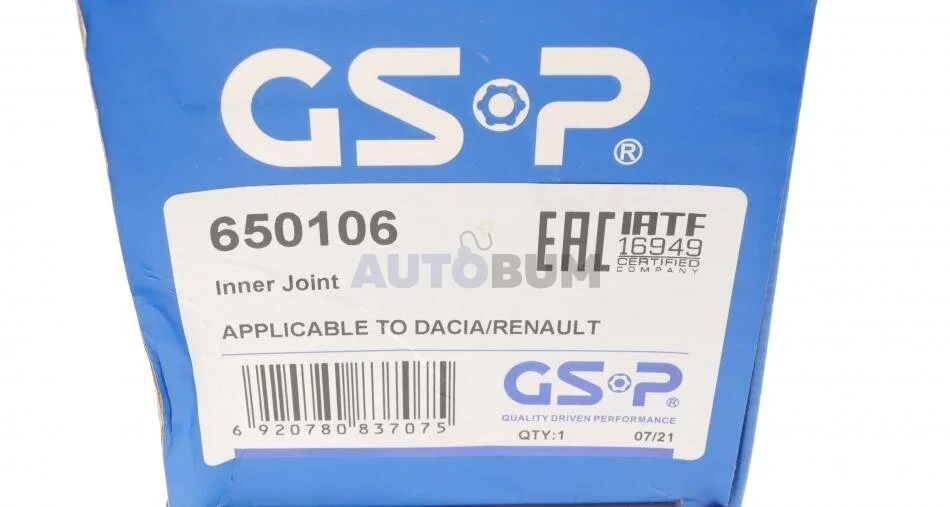 GSP®
650106
EAC
IATF
16949
CERTIFIED
COMPANY
AUTOBUM
Inner Joint
APPLICABLE TO DACIA/RENAULT
6 920780 837075
GSP®
QUALITY DRIVEN PERFORMANCE
QTY:1 07/21